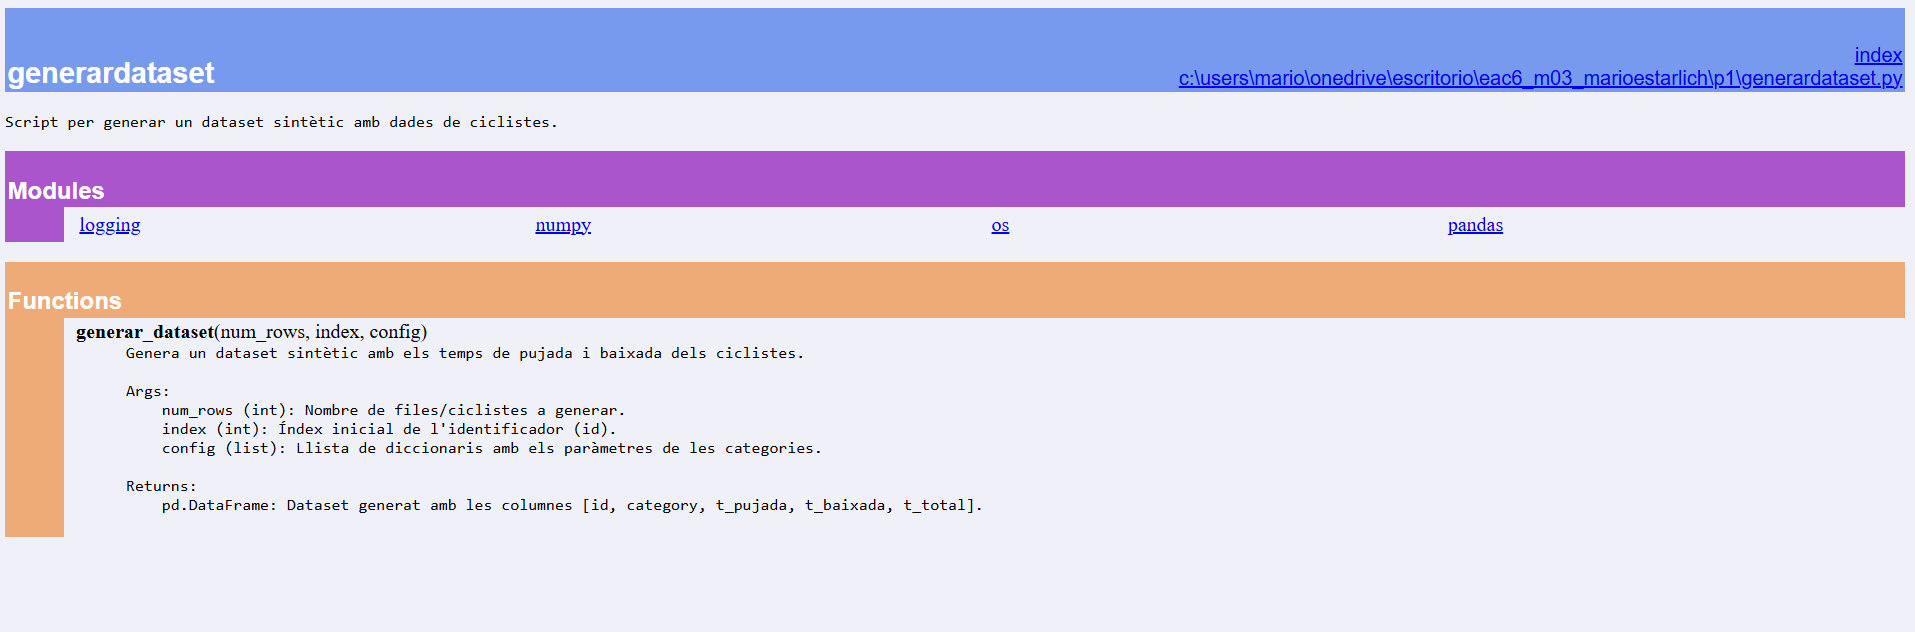 index
generardataset
c:\users\mario\onedrive\escritorio\eac6_m03_marioestarlich\p1\generardataset.py
Script per generar un dataset sintètic amb dades de ciclistes.
Modules
logging numpy os pandas
Functions
generar_dataset(num_rows, index, config)
Genera un dataset sintètic amb els temps de pujada i baixada dels ciclistes.
Args:
num_rows (int): Nombre de files/ciclistes a generar.
index (int): Índex inicial de l'identificador (id).
config (list): Llista de diccionaris amb els paràmetres de les categories.
Returns:
pd.DataFrame: Dataset generat amb les columnes [id, category, t_pujada, t_baixada, t_total].